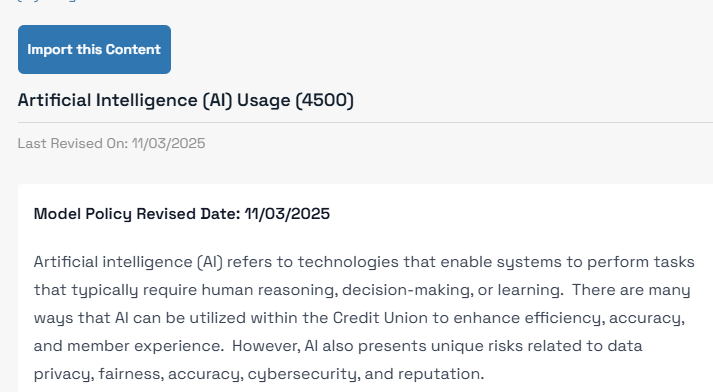 Import this Content
Artificial Intelligence (AI) Usage (4500)
Last Revised On: 11/03/2025
Model Policy Revised Date: 11/03/2025
Artificial intelligence (AI) refers to technologies that enable systems to perform tasks
that typically require human reasoning, decision-making, or learning.  There are many
ways that AI can be utilized within the Credit Union to enhance efficiency, accuracy,
and member experience.  However, AI also presents unique risks related to data
privacy, fairness, accuracy, cybersecurity, and reputation.